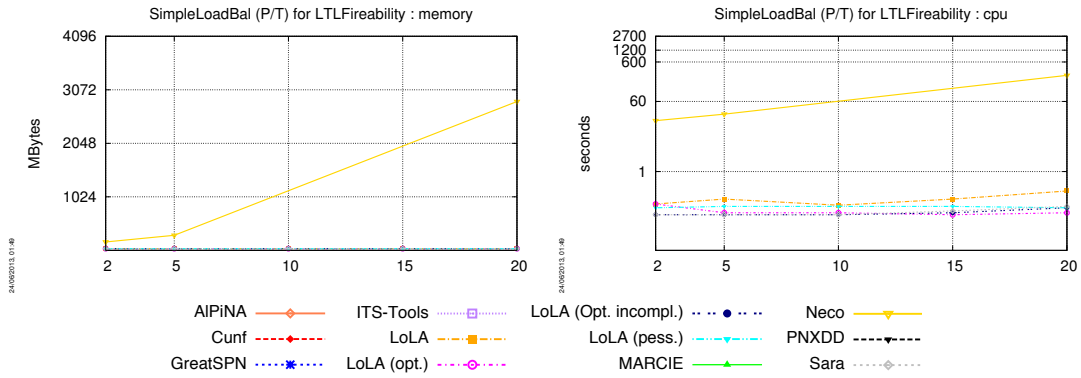 SimpleLoadBal (P/T) for LTLFireability : memory
4096
3072
2048
1024
MBytes
2 5 10 15 20
24/06/2013, 01:49
SimpleLoadBal (P/T) for LTLFireability : cpu
2700
1200
600
60
1
seconds
2 5 10 15 20
24/06/2013, 01:49
AlPiNA ITS-Tools LoLA (Opt. incompl.) Neco
Cunf LoLA LoLA (pess.) PNXDD
GreatSPN LoLA (opt.) MARCIE Sara